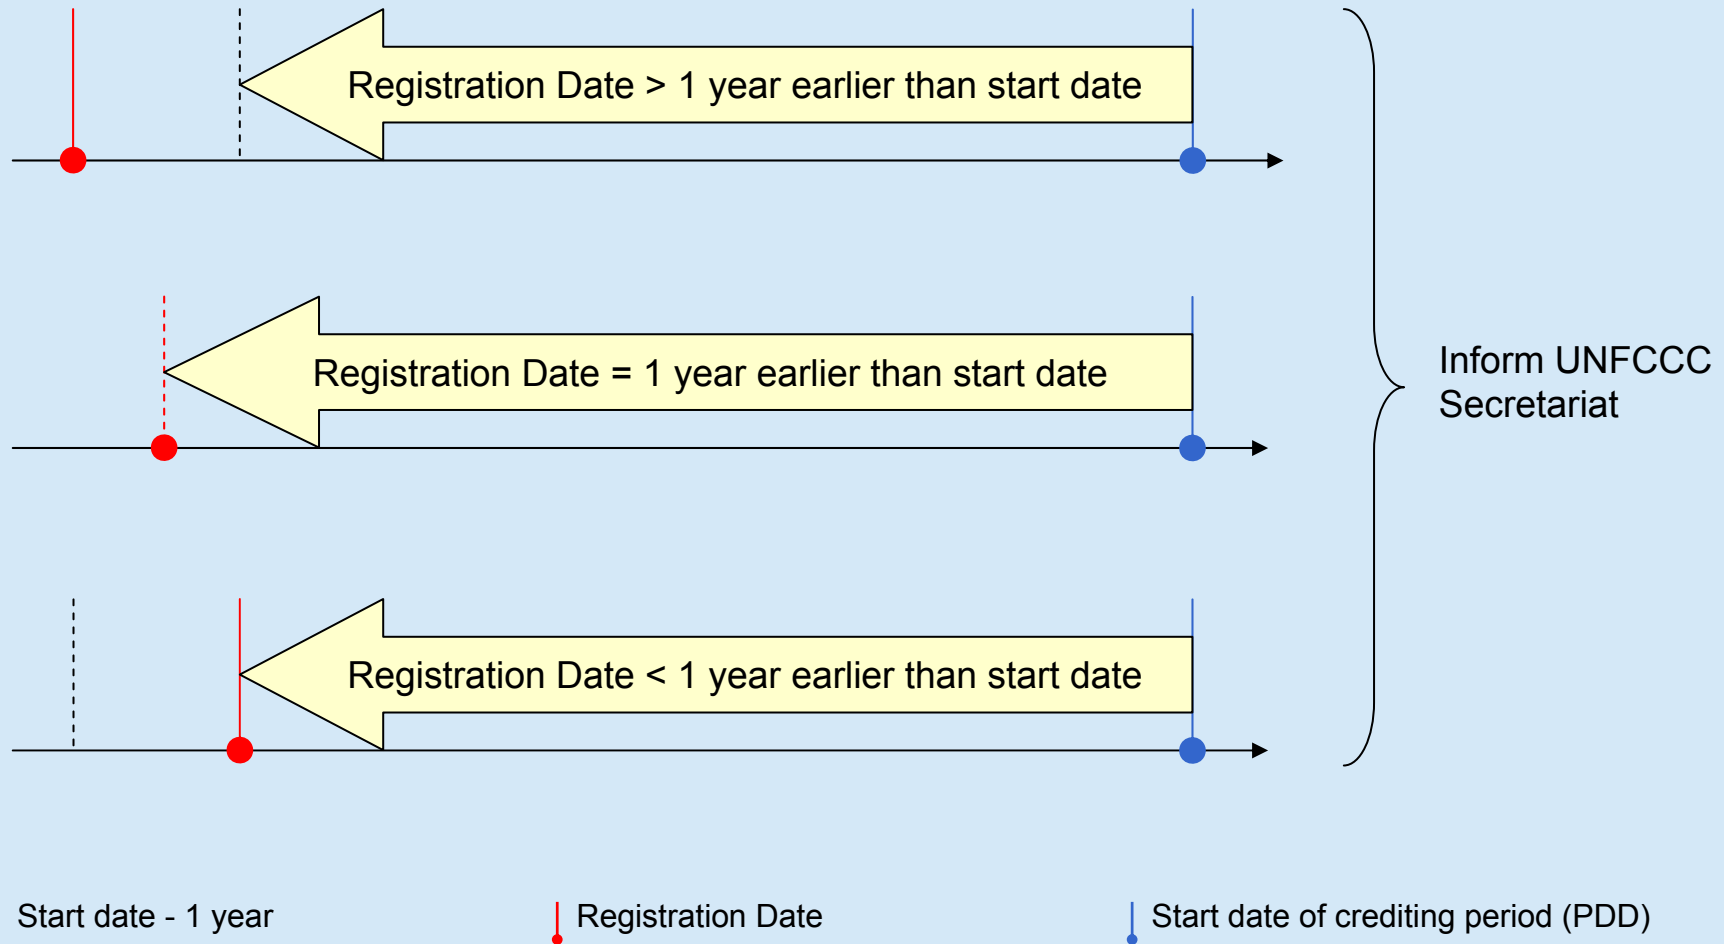 Registration Date > 1 year earlier than start date
Registration Date = 1 year earlier than start date
Inform UNFCCC
Secretariat
Registration Date < 1 year earlier than start date
Start date - 1 year
Registration Date
Start date of crediting period (PDD)